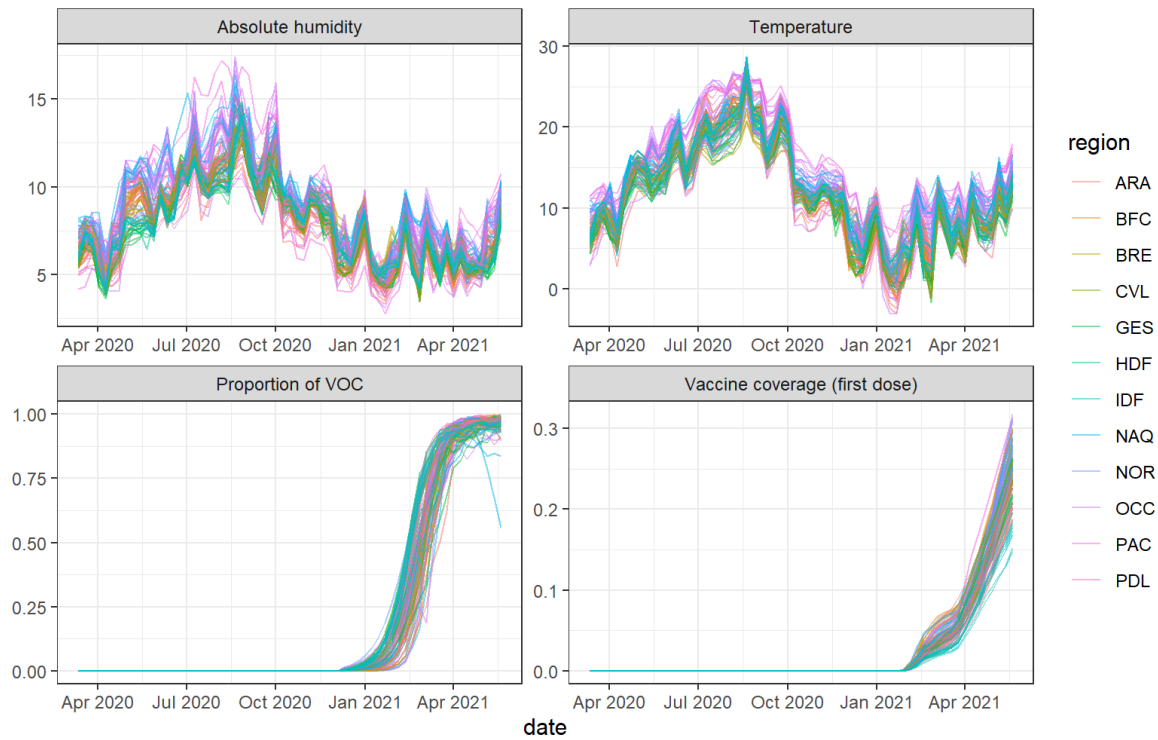 Absolute humidity
15
10
5
Apr 2020 Jul 2020 Oct 2020 Jan 2021 Apr 2021
Temperature
30
20
10
0
Apr 2020 Jul 2020 Oct 2020 Jan 2021 Apr 2021
Proportion of VOC
1.00
0.75
0.50
0.25
0.00
Apr 2020 Jul 2020 Oct 2020 Jan 2021 Apr 2021
Vaccine coverage (first dose)
0.3
0.2
0.1
0.0
Apr 2020 Jul 2020 Oct 2020 Jan 2021 Apr 2021
date
region
ARA
BFC
BRE
CVL
GES
HDF
IDF
NAQ
NOR
OCC
PAC
PDL